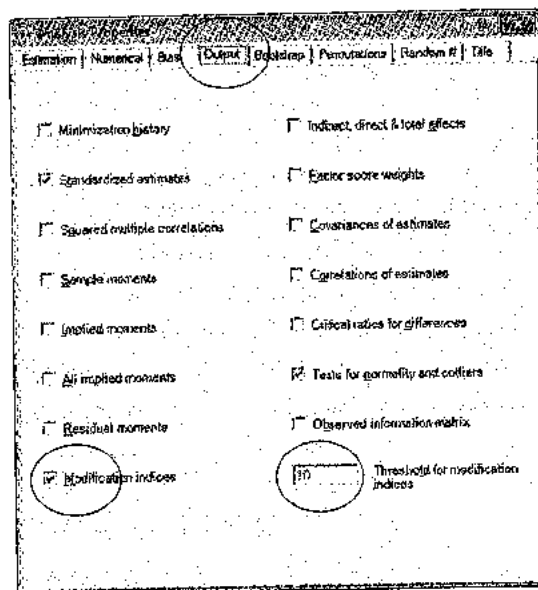 Analysis Properties
Estimation Numerical Bias Output Bootstrap Permutations Random # Title
Minimization history
Indirect, direct & total effects
Standardized estimates
Factor score weights
Squared multiple correlations
Covariances of estimates
Sample moments
Correlations of estimates
Implied moments
Critical ratios for differences
All implied moments
Tests for normality and outliers
Residual moments
Observed information matrix
Modification indices
10 Threshold for modification
indices